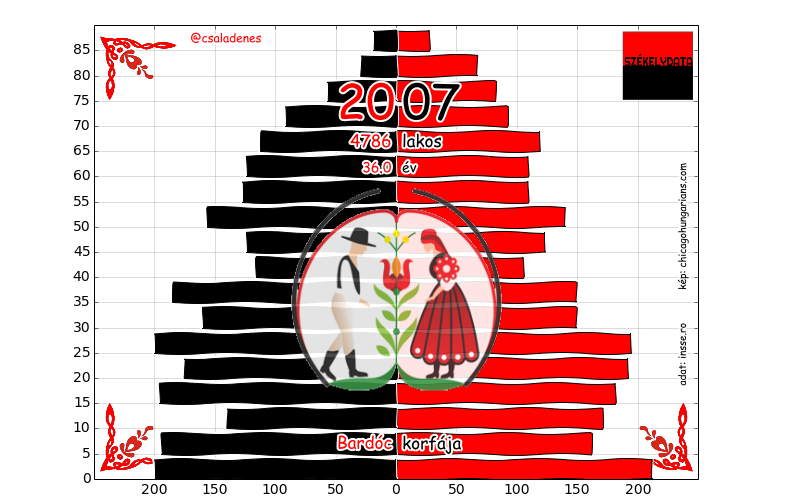 @csaladenes
SZÉKELYDATA
2007
4786 lakos
36.0 év
kép: chicagohungarians.com
adat: insse.ro
Bardóc korfája
85
80
75
70
65
60
55
50
45
40
35
30
25
20
15
10
5
0
200 150 100 50 0 50 100 150 200